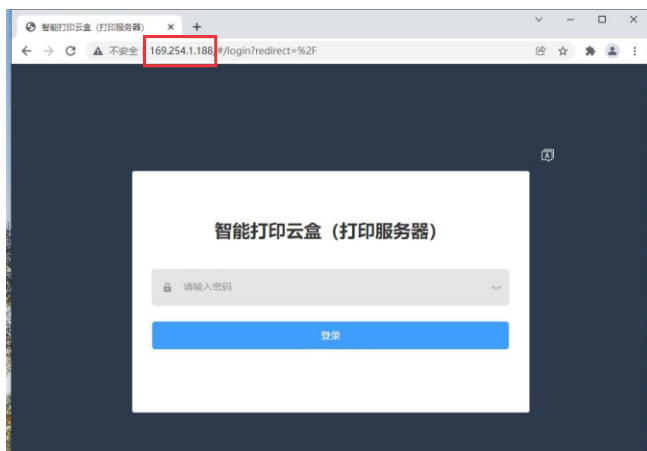 智能打印云盒 (打印服务器)
不安全 169.254.1.188/#/login?redirect=%2F
智能打印云盒（打印服务器）
请输入密码
登录